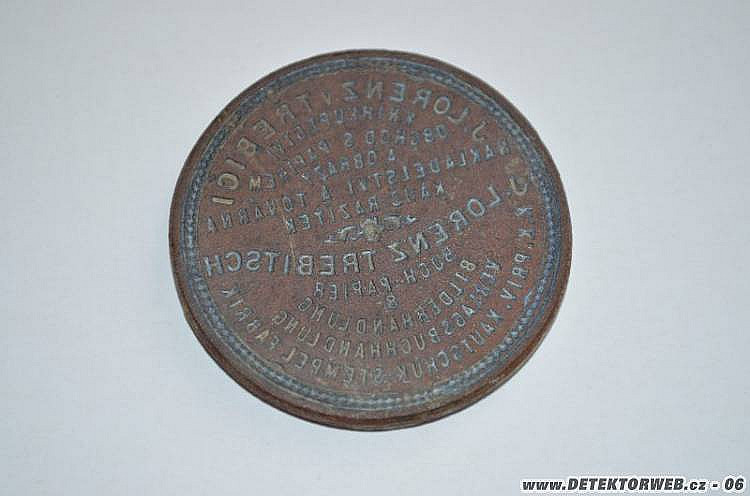 J. LORENZ V TŘEBÍČI
KNIHKUPECTVÍ
OBCHOD S PAPÍREM
A OBRAZY
NAKLADELSTVÍ A TOVÁRNA
KAUČ. RAZÍTEK
J. LORENZ TREBITSCH
BUCH-PAPIER
&
BILDERHANDLUNG
VERLAGSBUCHHANDLUNG
K.K. PRIV. KAUTSCHUK-STEMPEL FABRIK
www.DETEKTORWEB.cz - 06